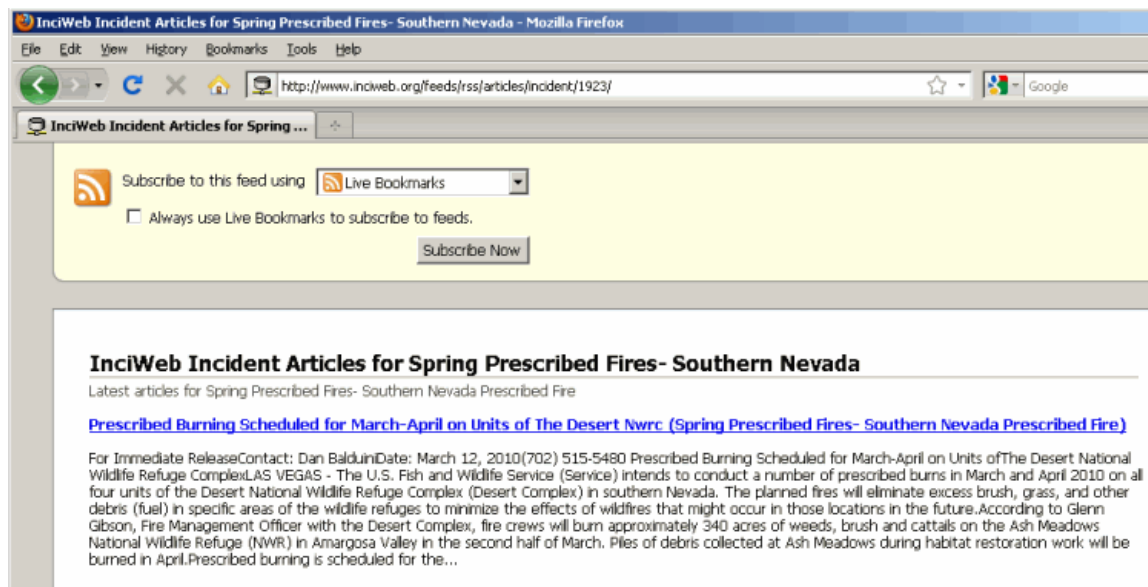 InciWeb Incident Articles for Spring Prescribed Fires- Southern Nevada - Mozilla Firefox
File Edit View History Bookmarks Tools Help
http://www.inciweb.org/feeds/rss/articles/incident/1923/ Google
InciWeb Incident Articles for Spring ...
Subscribe to this feed using Live Bookmarks
Always use Live Bookmarks to subscribe to feeds.
Subscribe Now
InciWeb Incident Articles for Spring Prescribed Fires- Southern Nevada
Latest articles for Spring Prescribed Fires- Southern Nevada Prescribed Fire
Prescribed Burning Scheduled for March-April on Units of The Desert Nwrc (Spring Prescribed Fires- Southern Nevada Prescribed Fire)
For Immediate ReleaseContact: Dan BalduiniDate: March 12, 2010(702) 515-5480 Prescribed Burning Scheduled for March-April on Units ofThe Desert National
Wildlife Refuge ComplexLAS VEGAS - The U.S. Fish and Wildlife Service (Service) intends to conduct a number of prescribed burns in March and April 2010 on all
four units of the Desert National Wildlife Refuge Complex (Desert Complex) in southern Nevada. The planned fires will eliminate excess brush, grass, and other
debris (fuel) in specific areas of the wildlife refuges to minimize the effects of wildfires that might occur in those locations in the future.According to Glenn
Gibson, Fire Management Officer with the Desert Complex, fire crews will burn approximately 340 acres of weeds, brush and cattails on the Ash Meadows
National Wildlife Refuge (NWR) in Amargosa Valley in the second half of March. Piles of debris collected at Ash Meadows during habitat restoration work will be
burned in April.Prescribed burning is scheduled for the...